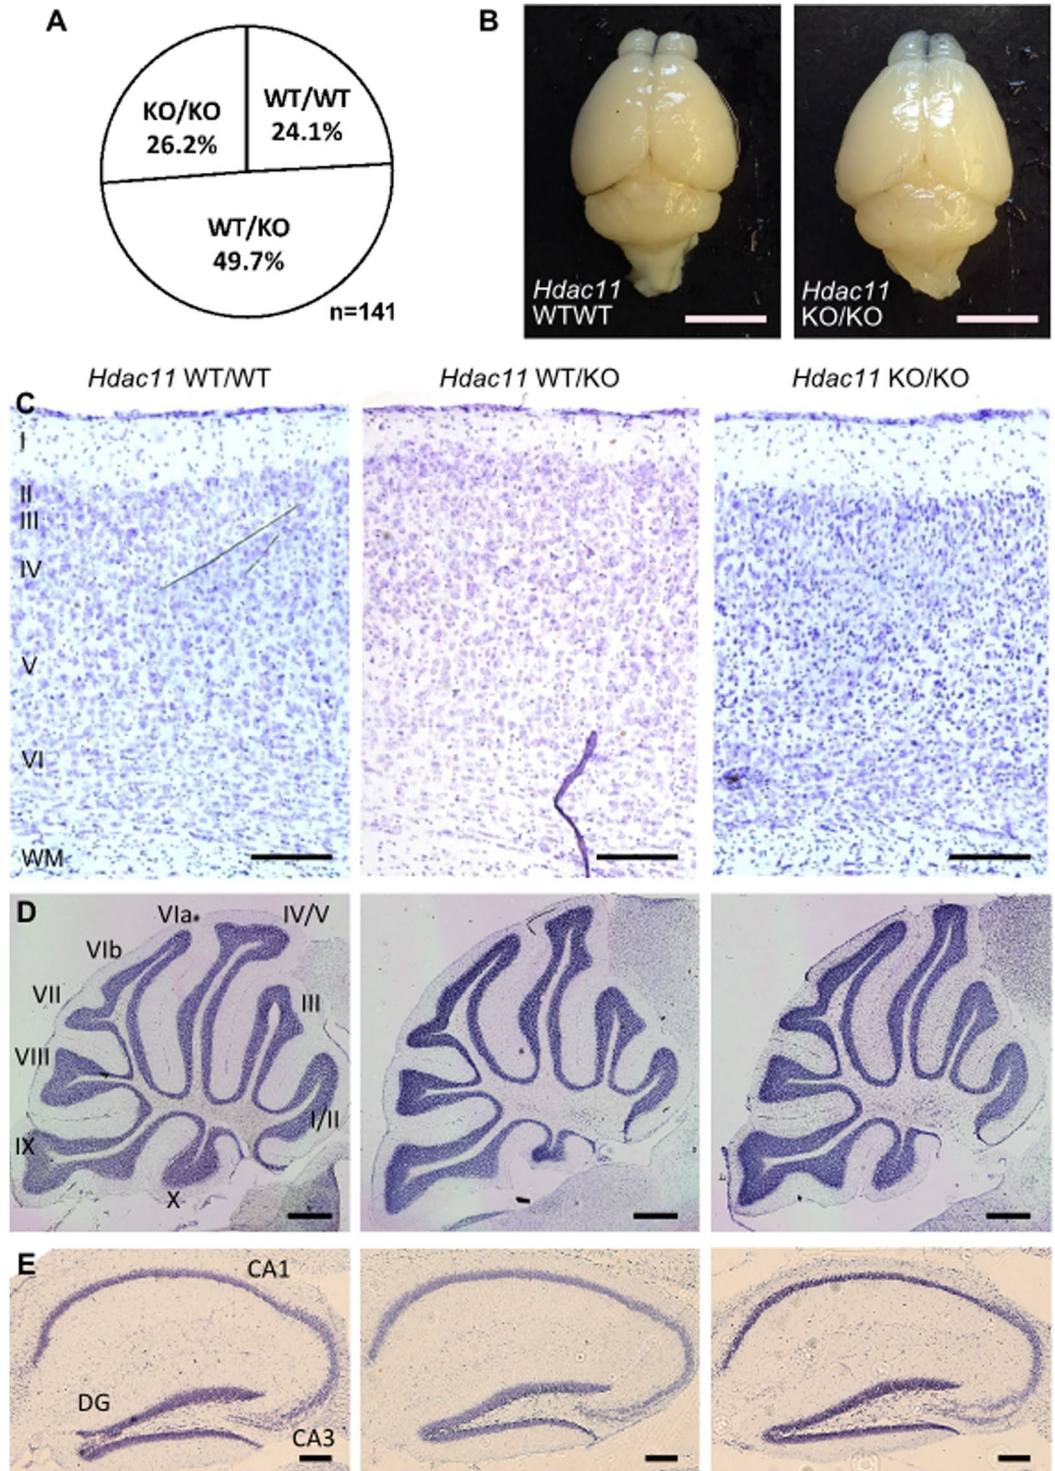 A
KO/KO
26.2%
WT/WT
24.1%
WT/KO
49.7%
n=141
B
Hdac11
WTWT
Hdac11
KO/KO
Hdac11 WT/WT
Hdac11 WT/KO
Hdac11 KO/KO
C
I
II
III
IV
V
VI
WM
D
VIa
IV/V
VIb
VII
III
VIII
I/II
IX
X
E
CA1
DG
CA3